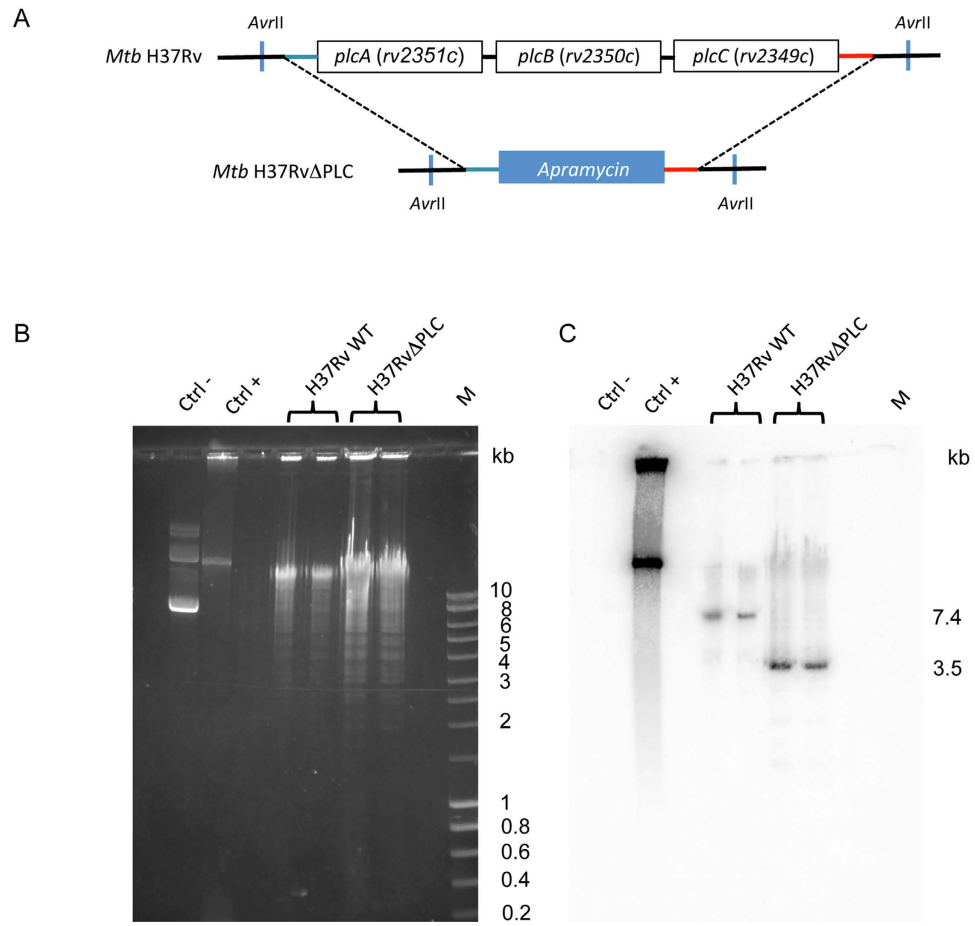 A
AvrII
AvrII
Mtb H37Rv
plcA (rv2351c)
plcB (rv2350c)
plcC (rv2349c)
Mtb H37RvΔPLC
Apramycin
AvrII
AvrII
B
Ctrl -
Ctrl +
H37Rv WT
H37RvΔPLC
M
kb
10
8
6
5
4
3
2
1
0.8
0.6
0.4
0.2
C
Ctrl -
Ctrl +
H37Rv WT
H37RvΔPLC
M
kb
7.4
3.5